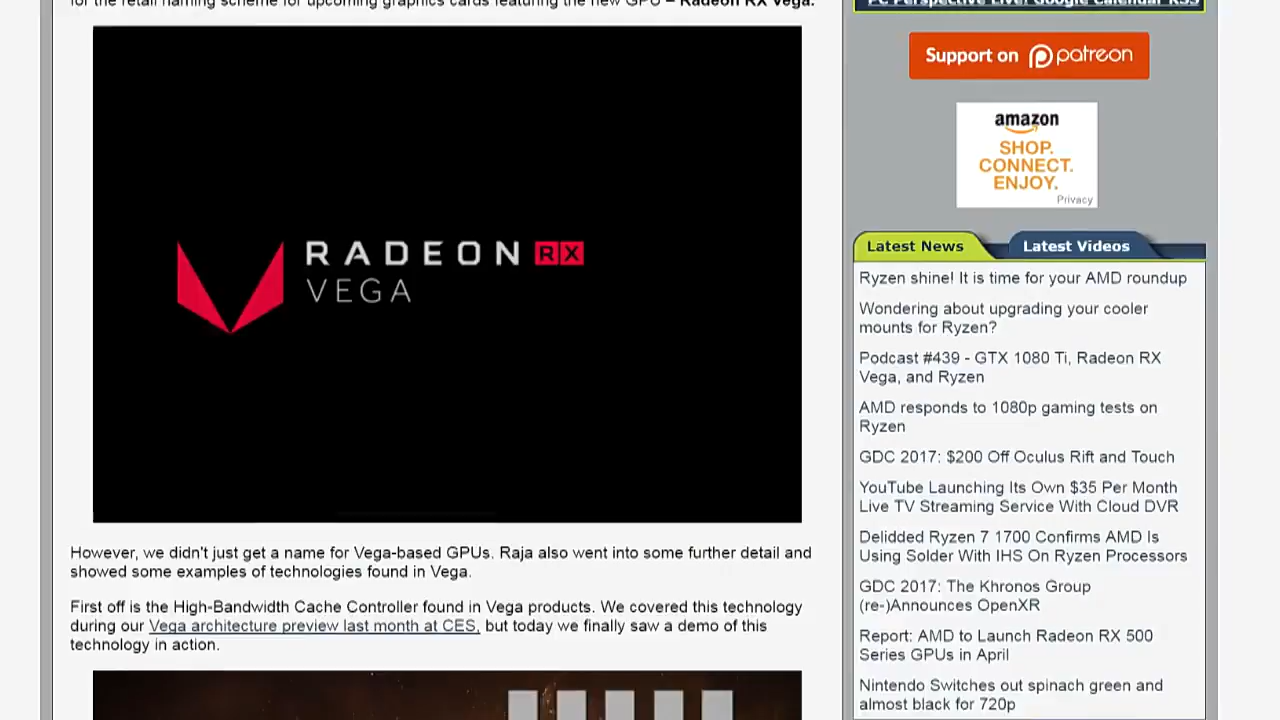 for the retail naming scheme for upcoming graphics cards featuring the new GPU – Radeon RX Vega.
RADEON RX
VEGA
However, we didn't just get a name for Vega-based GPUs. Raja also went into some further detail and
showed some examples of technologies found in Vega.
First off is the High-Bandwidth Cache Controller found in Vega products. We covered this technology
during our Vega architecture preview last month at CES, but today we finally saw a demo of this
technology in action.
PC Perspective Live! Google Calendar RSS
Support on patreon
amazon
SHOP.
CONNECT.
ENJOY.
Privacy
Latest News
Latest Videos
Ryzen shine! It is time for your AMD roundup
Wondering about upgrading your cooler
mounts for Ryzen?
Podcast #439 - GTX 1080 Ti, Radeon RX
Vega, and Ryzen
AMD responds to 1080p gaming tests on
Ryzen
GDC 2017: $200 Off Oculus Rift and Touch
YouTube Launching Its Own $35 Per Month
Live TV Streaming Service With Cloud DVR
Delidded Ryzen 7 1700 Confirms AMD Is
Using Solder With IHS On Ryzen Processors
GDC 2017: The Khronos Group
(re-)Announces OpenXR
Report: AMD to Launch Radeon RX 500
Series GPUs in April
Nintendo Switches out spinach green and
almost black for 720p